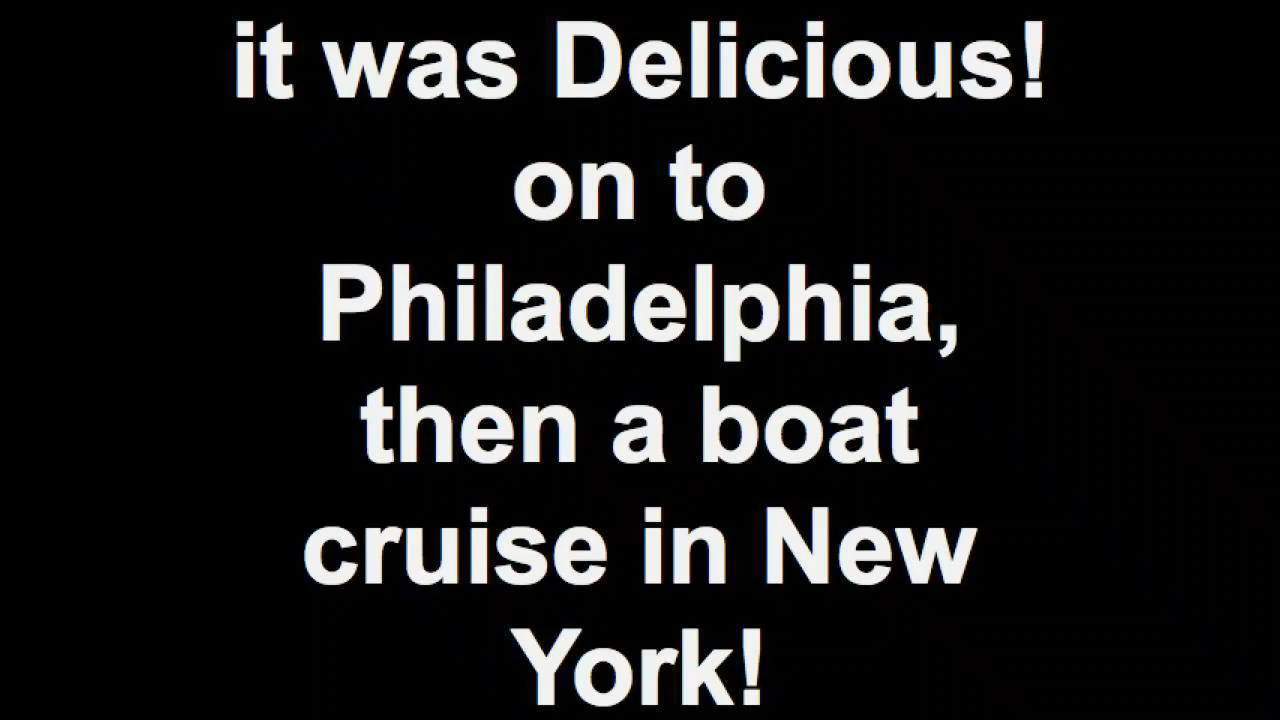 it was Delicious!
on to
Philadelphia,
then a boat
cruise in New
York!